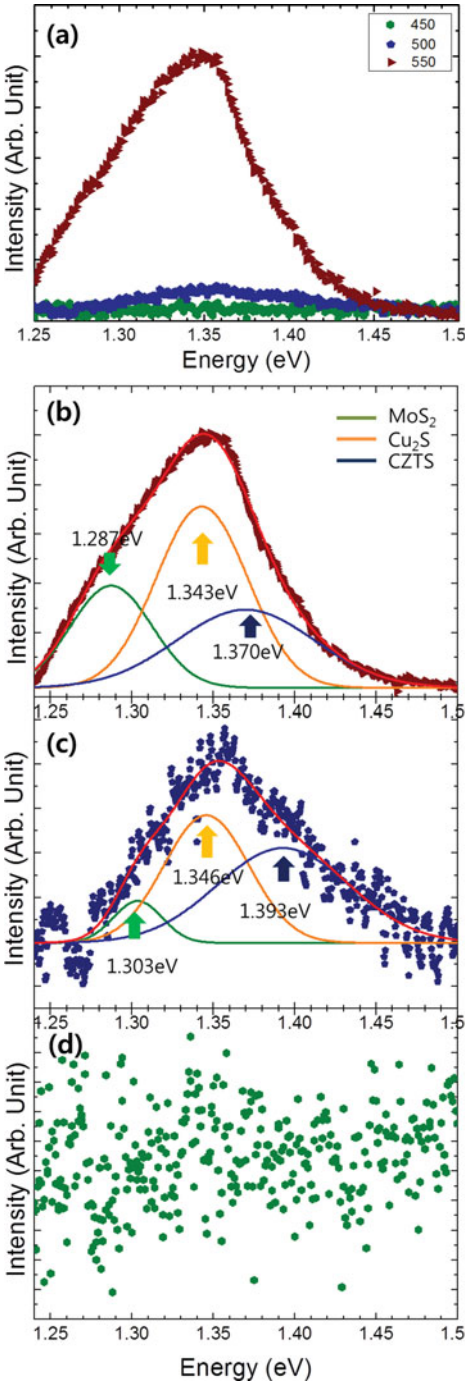 (a)
450
500
550
Intensity (Arb. Unit)
1.25 1.30 1.35 1.40 1.45 1.50
Energy (eV)
(b)
MoS₂
Cu₂S
CZTS
1.287eV
1.343eV
1.370eV
Intensity (Arb. Unit)
1.25 1.30 1.35 1.40 1.45 1.50
(c)
1.346eV
1.393eV
1.303eV
Intensity (Arb. Unit)
1.25 1.30 1.35 1.40 1.45 1.50
(d)
Intensity (Arb. Unit)
1.25 1.30 1.35 1.40 1.45 1.50
Energy (eV)